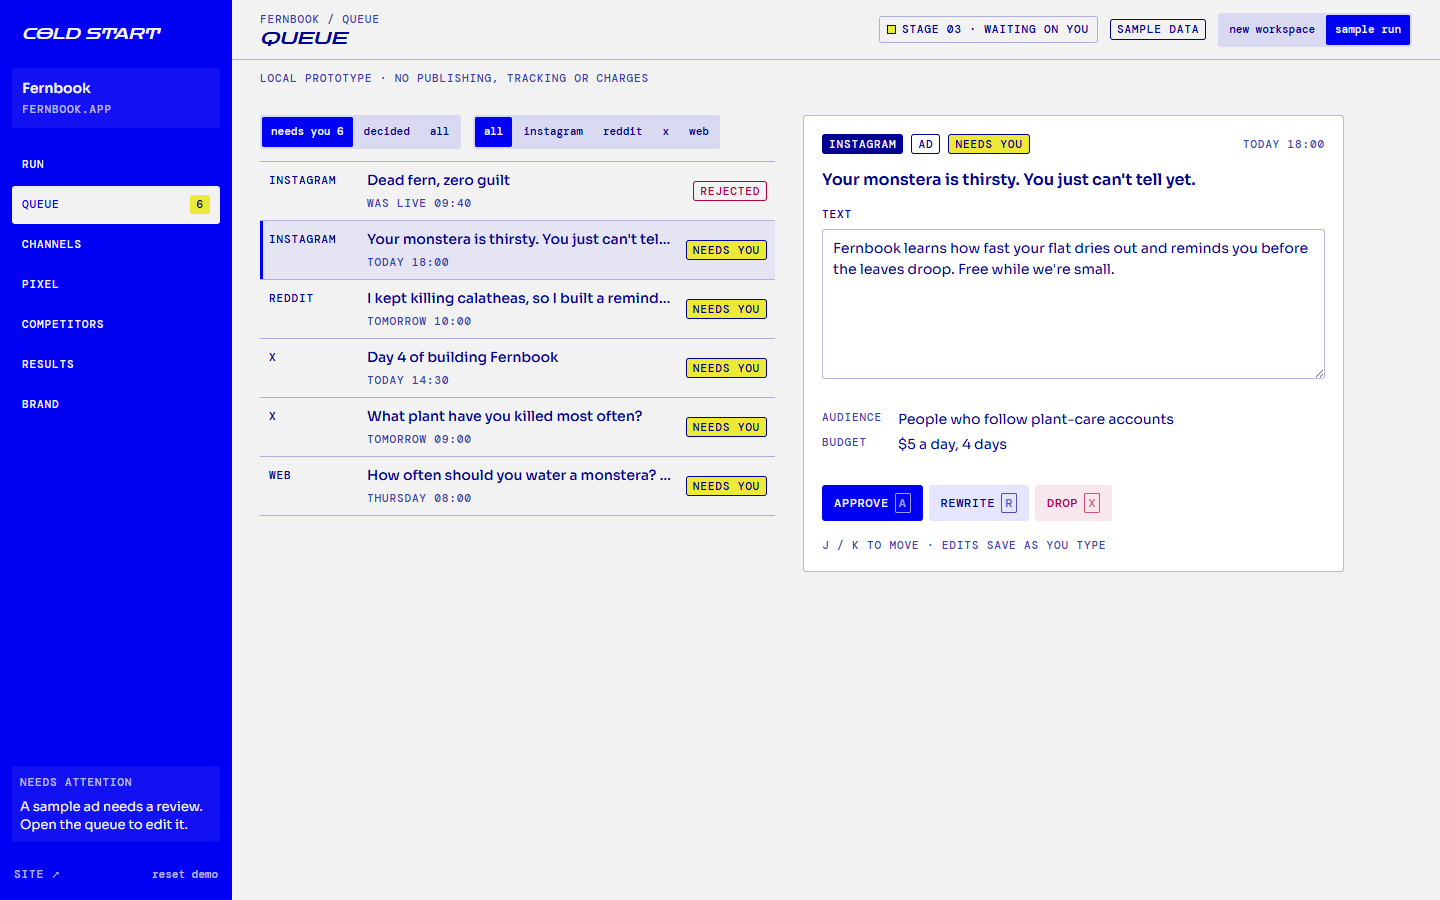 COLD START
Fernbook
FERNBOOK.APP
RUN
QUEUE 6
CHANNELS
PIXEL
COMPETITORS
RESULTS
BRAND
NEEDS ATTENTION
A sample ad needs a review.
Open the queue to edit it.
SITE ↗ reset demo
FERNBOOK / QUEUE
QUEUE
STAGE 03 · WAITING ON YOU
SAMPLE DATA
new workspace sample run
LOCAL PROTOTYPE · NO PUBLISHING, TRACKING OR CHARGES
needs you 6 decided all
all instagram reddit x web
INSTAGRAM Dead fern, zero guilt REJECTED
WAS LIVE 09:40
INSTAGRAM Your monstera is thirsty. You just can't tel... NEEDS YOU
TODAY 18:00
REDDIT I kept killing calatheas, so I built a remind... NEEDS YOU
TOMORROW 10:00
X Day 4 of building Fernbook NEEDS YOU
TODAY 14:30
X What plant have you killed most often? NEEDS YOU
TOMORROW 09:00
WEB How often should you water a monstera? ... NEEDS YOU
THURSDAY 08:00
INSTAGRAM AD NEEDS YOU TODAY 18:00
Your monstera is thirsty. You just can't tell yet.
TEXT
Fernbook learns how fast your flat dries out and reminds you before
the leaves droop. Free while we're small.
AUDIENCE People who follow plant-care accounts
BUDGET $5 a day, 4 days
APPROVE A REWRITE R DROP X
J / K TO MOVE · EDITS SAVE AS YOU TYPE